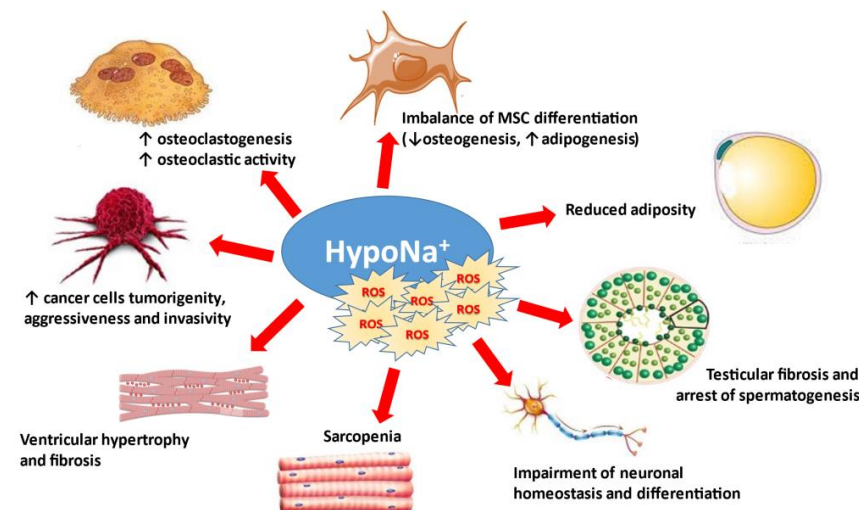 Imbalance of MSC differentiation
(↓osteogenesis, ↑ adipogenesis)
↑ osteoclastogenesis
↑ osteoclastic activity
Reduced adiposity
HypoNa⁺
ROS
ROS
ROS
ROS
ROS
ROS
↑ cancer cells tumorigenity,
aggressiveness and invasivity
Testicular fibrosis and
arrest of spermatogenesis
Ventricular hypertrophy
and fibrosis
Sarcopenia
Impairment of neuronal
homeostasis and differentiation